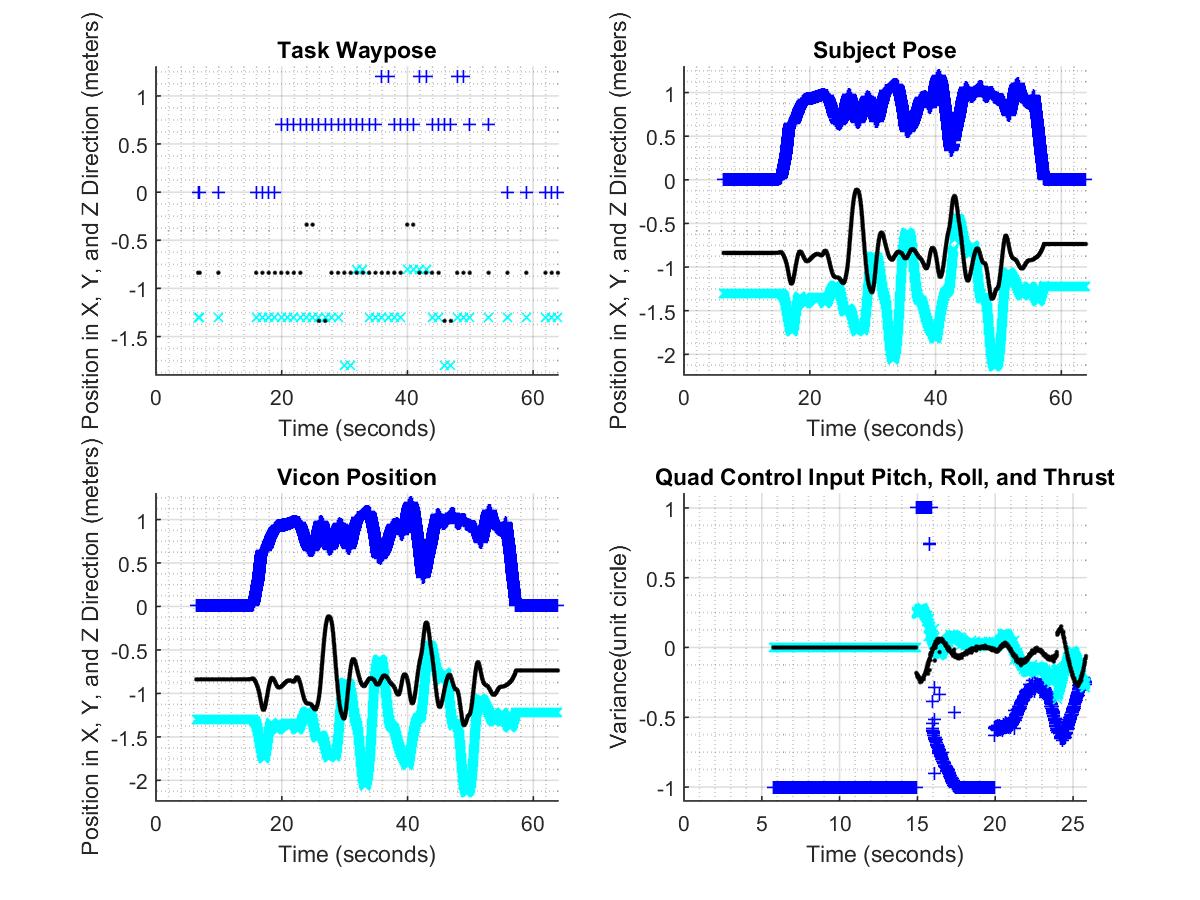 Task Waypose
Position in X, Y, and Z Direction (meters)
1
0.5
0
-0.5
-1
-1.5
0 20 40 60
Time (seconds)
Subject Pose
Position in X, Y, and Z Direction (meters)
1
0.5
0
-0.5
-1
-1.5
-2
0 20 40 60
Time (seconds)
Vicon Position
Position in X, Y, and Z Direction (meters)
1
0.5
0
-0.5
-1
-1.5
-2
0 20 40 60
Time (seconds)
Quad Control Input Pitch, Roll, and Thrust
Variance(unit circle)
1
0.5
0
-0.5
-1
0 5 10 15 20 25
Time (seconds)